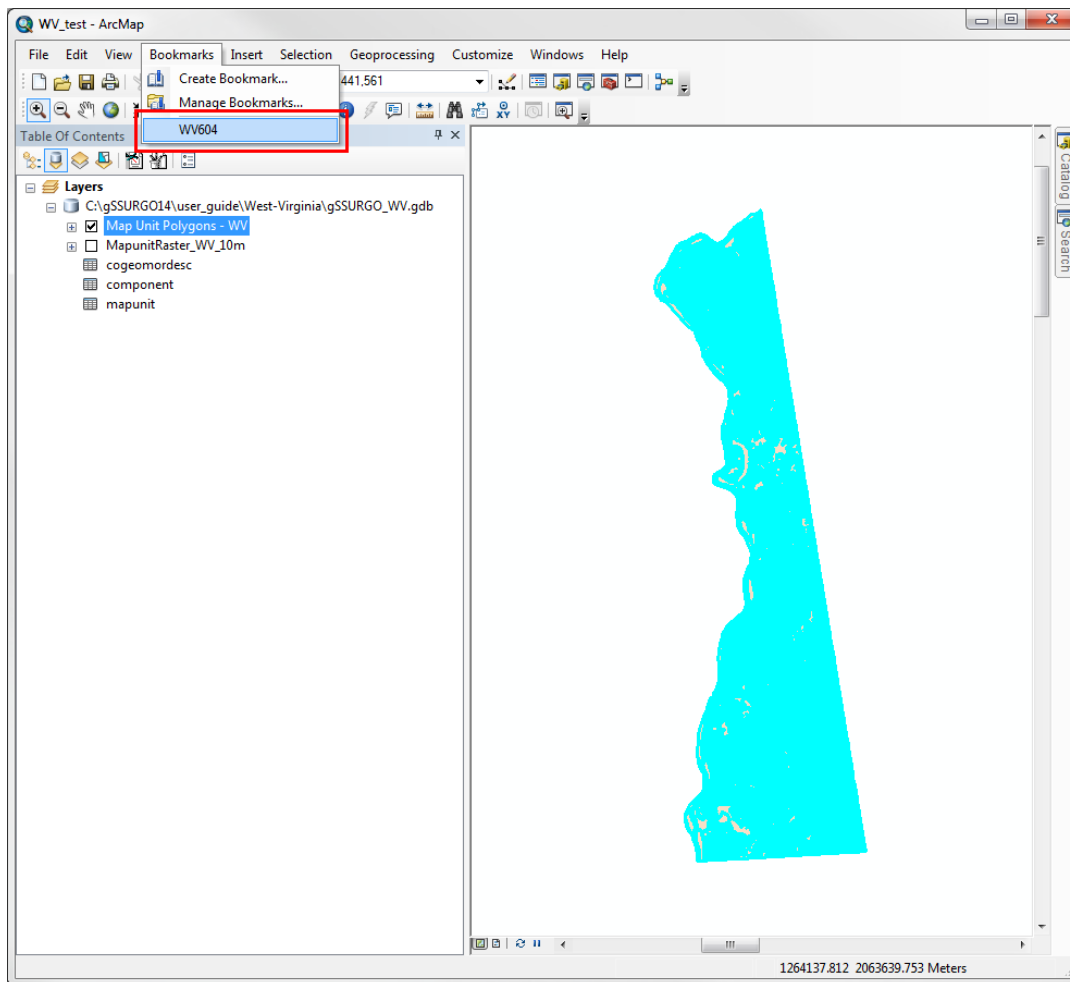 WV_test - ArcMap
File Edit View Bookmarks Insert Selection Geoprocessing Customize Windows Help
Create Bookmark... 441,561
Manage Bookmarks...
WV604
Table Of Contents
Layers
C:\gSSURGO14\user_guide\West-Virginia\gSSURGO_WV.gdb
Map Unit Polygons - WV
MapunitRaster_WV_10m
cogeomordesc
component
mapunit
Catalog
Search
1264137.812 2063639.753 Meters